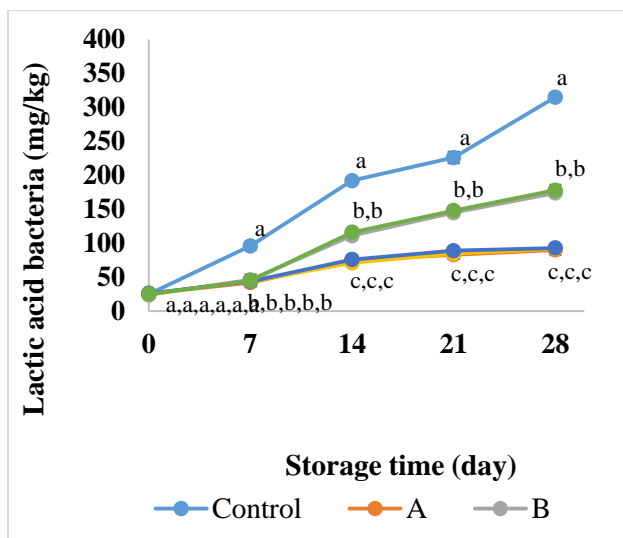 Lactic acid bacteria (mg/kg)
400
350
300
250
200
150
100
50
0
a
a
a
a
b,b
b,b
b,b
c,c,c
c,c,c
c,c,c
a,a,a,a,a,a
b,b,b,b,b
0 7 14 21 28
Storage time (day)
Control A B